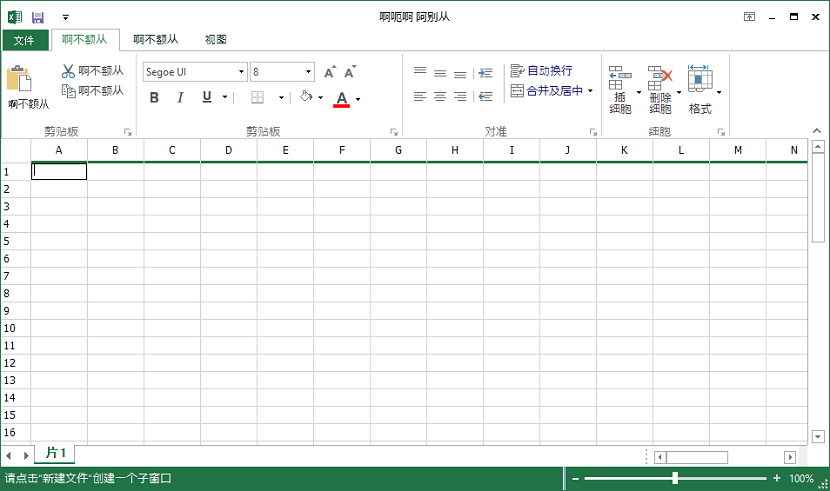 啊呃啊 阿别从
文件 啊不额从 啊不额从 视图
啊不额从
啊不额从
啊不额从
Segoe UI 8
A A
B I U A
自动换行
合并及居中
插
细胞
删除
细胞
格式
剪贴板 剪贴板 对准 细胞
A B C D E F G H I J K L M N
1
2
3
4
5
6
7
8
9
10
11
12
13
14
15
16
片1
请点击“新建文件”创建一个子窗口
100%